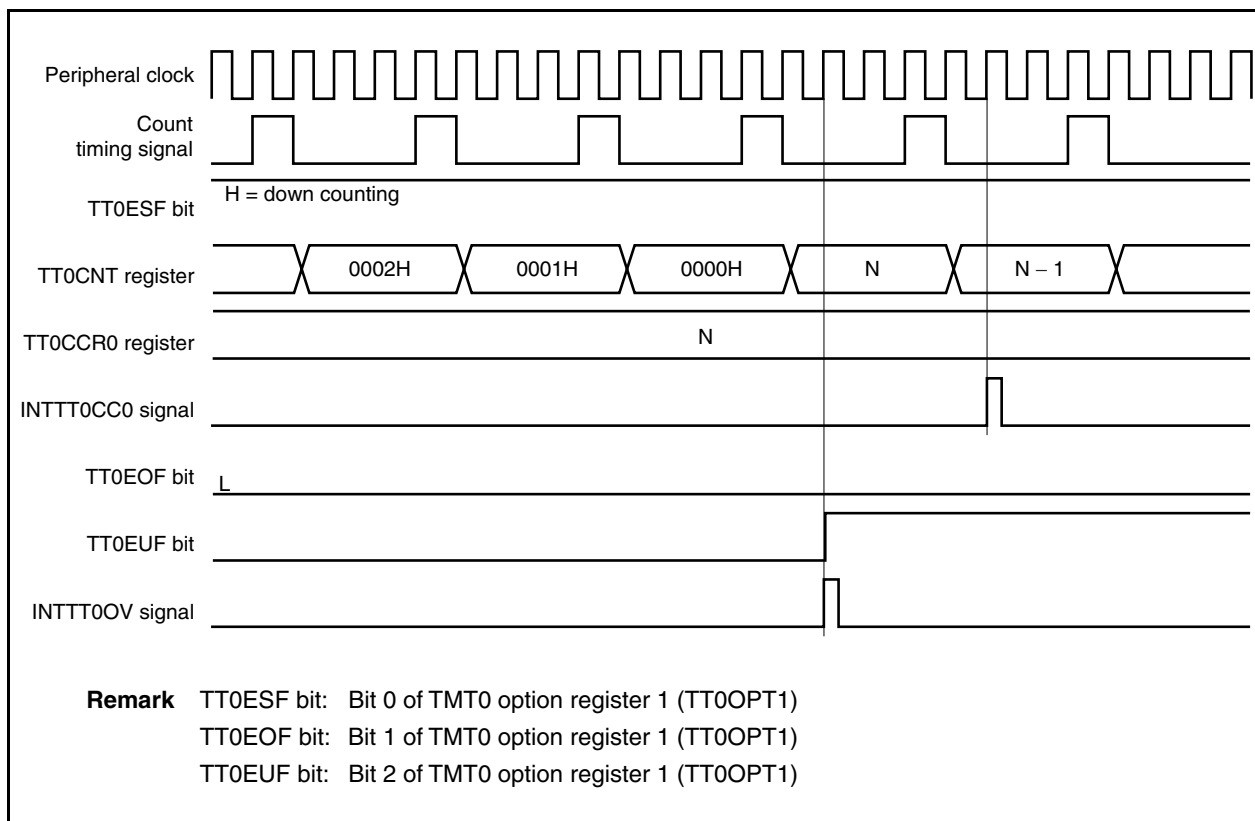 Peripheral clock
Count
timing signal
H = down counting
TT0ESF bit
TT0CNT register
0002H
0001H
0000H
N
N – 1
TT0CCR0 register
N
INTTT0CC0 signal
TT0EOF bit
L
TT0EUF bit
INTTT0OV signal
Remark TT0ESF bit: Bit 0 of TMT0 option register 1 (TT0OPT1)
TT0EOF bit: Bit 1 of TMT0 option register 1 (TT0OPT1)
TT0EUF bit: Bit 2 of TMT0 option register 1 (TT0OPT1)